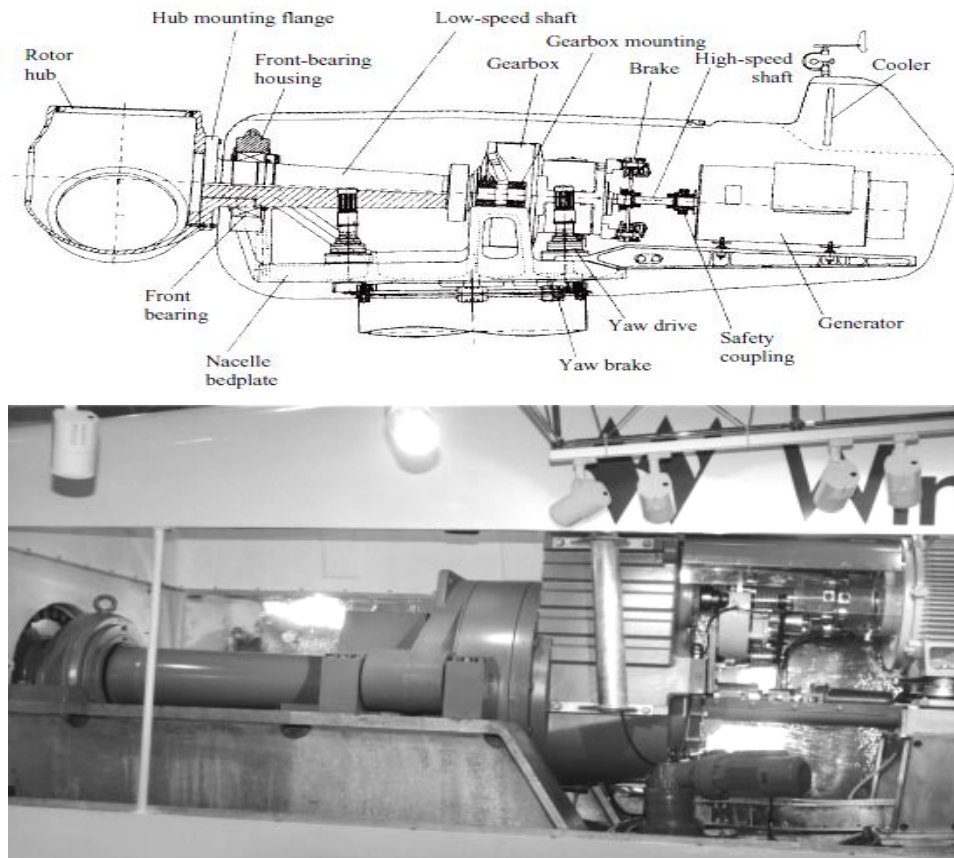 Hub mounting flange
Low-speed shaft
Rotor
hub
Front-bearing
housing
Gearbox mounting
Gearbox
Brake
High-speed
shaft
Cooler
Front
bearing
Nacelle
bedplate
Yaw drive
Yaw brake
Safety
coupling
Generator